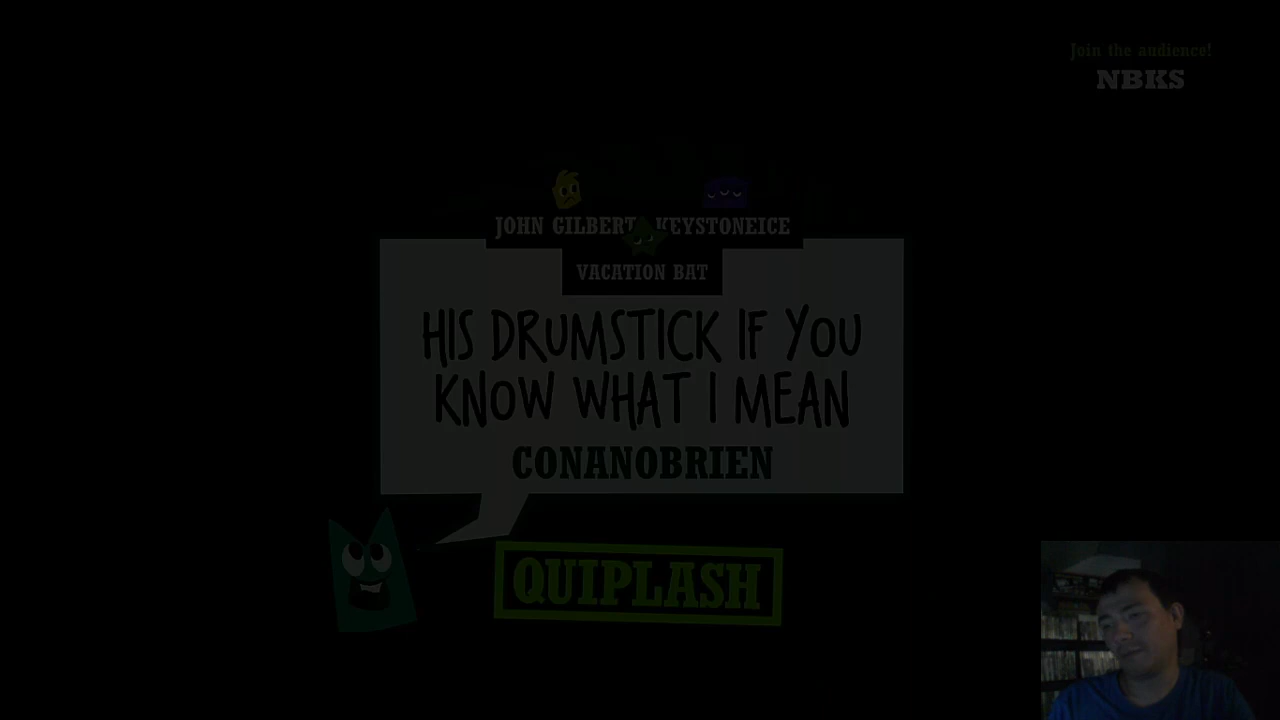 Join the audience!
NBKS
JOHN GILBERT
KEYSTONEICE
VACATION BAT
HIS DRUMSTICK IF YOU
KNOW WHAT I MEAN
CONANOBRIEN
QUIPLASH